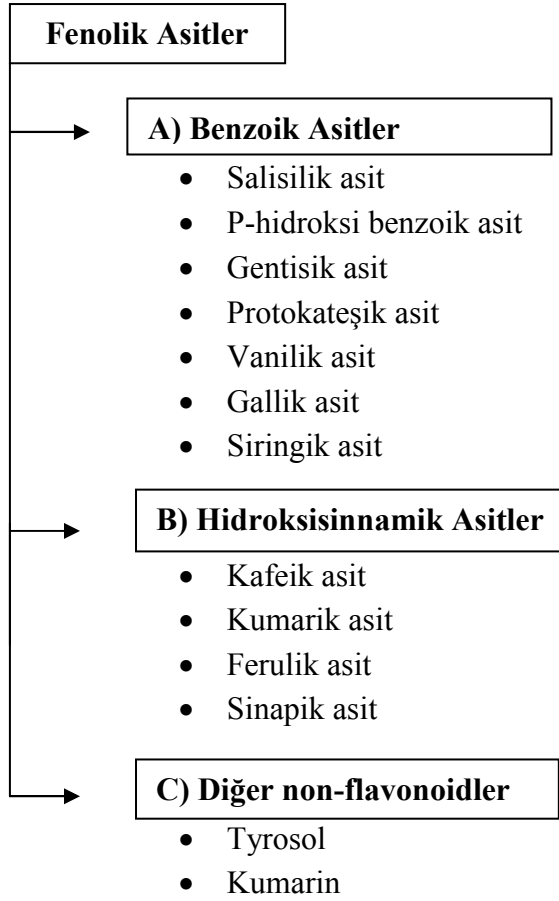 Fenolik Asitler
A) Benzoik Asitler
• Salisilik asit
• P-hidroksi benzoik asit
• Gentisik asit
• Protokateşik asit
• Vanilik asit
• Gallik asit
• Siringik asit
B) Hidroksisinnamik Asitler
• Kafeik asit
• Kumarik asit
• Ferulik asit
• Sinapik asit
C) Diğer non-flavonoidler
• Tyrosol
• Kumarin